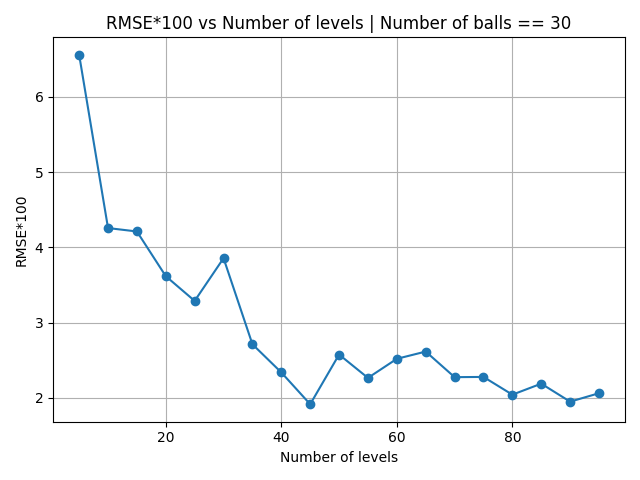 RMSE*100 vs Number of levels | Number of balls == 30
RMSE*100
6
5
4
3
2
20 40 60 80
Number of levels